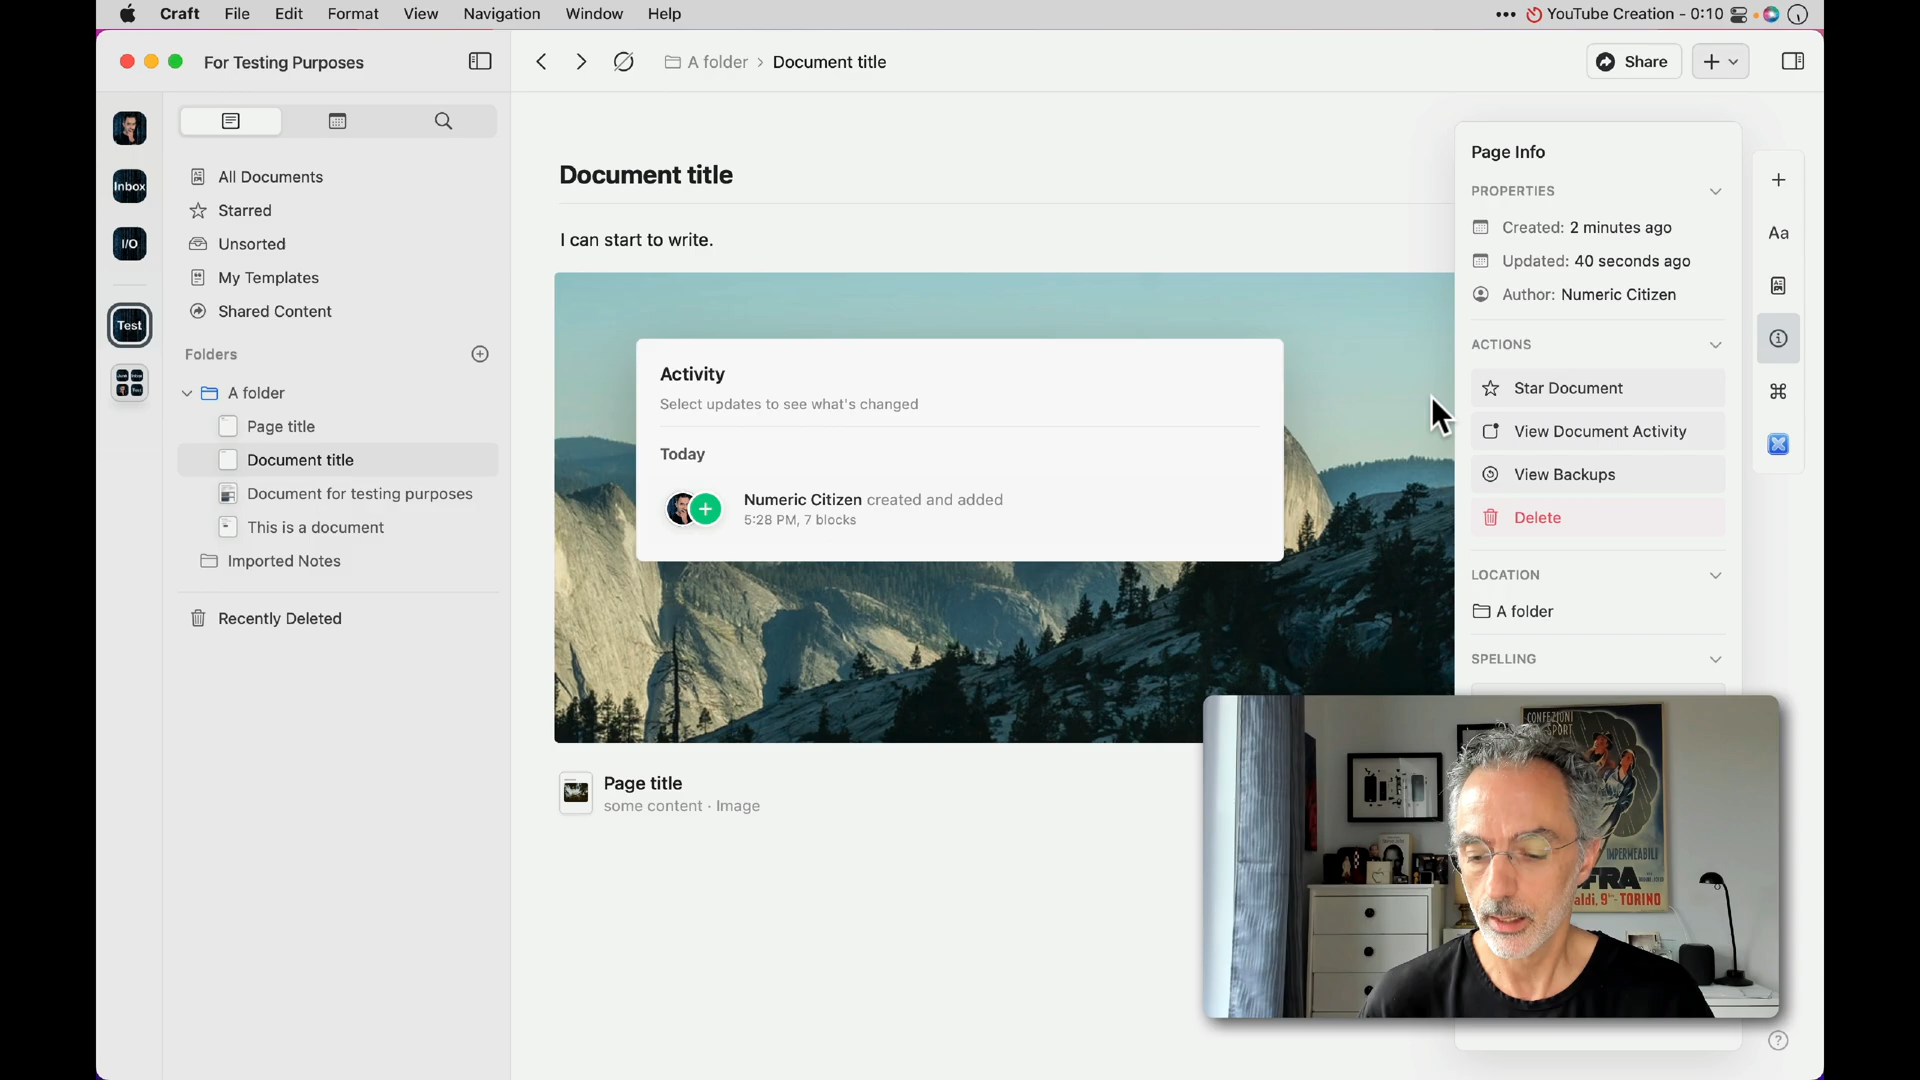 Craft File Edit Format View Navigation Window Help
YouTube Creation - 0:10
For Testing Purposes
A folder › Document title
Share
Inbox
I/O
Test
All Documents
Starred
Unsorted
My Templates
Shared Content
Folders
A folder
Page title
Document title
Document for testing purposes
This is a document
Imported Notes
Recently Deleted
Document title
I can start to write.
Activity
Select updates to see what's changed
Today
Numeric Citizen created and added
5:28 PM, 7 blocks
Page title
some content · Image
Page Info
PROPERTIES
Created: 2 minutes ago
Updated: 40 seconds ago
Author: Numeric Citizen
ACTIONS
Star Document
View Document Activity
View Backups
Delete
LOCATION
A folder
SPELLING
Aa
CONFEZIONI
SPORT
IMPERMEABILI
FRA
aldi, 9 - TORINO